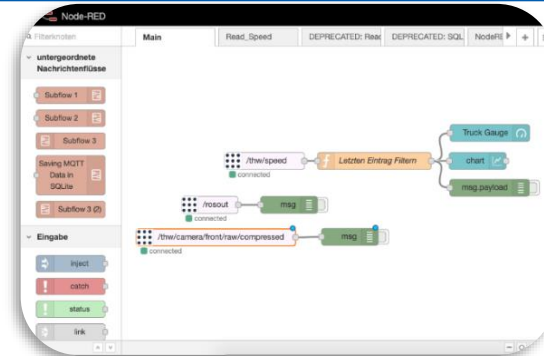 Node-RED
Filterknoten
Main
Read_Speed
DEPRECATED: Read
DEPRECATED: SQL
untergeordnete
Nachrichtenflüsse
Subflow 1
Subflow 2
Subflow 3
Saving MQTT
Data in
SQLite
Subflow 3 (2)
Eingabe
inject
catch
status
link
/thw/speed
connected
Letzten Eintrag Filtern
Truck Gauge
chart
msg.payload
/rosout
connected
msg
/thw/camera/front/raw/compressed
connected
msg